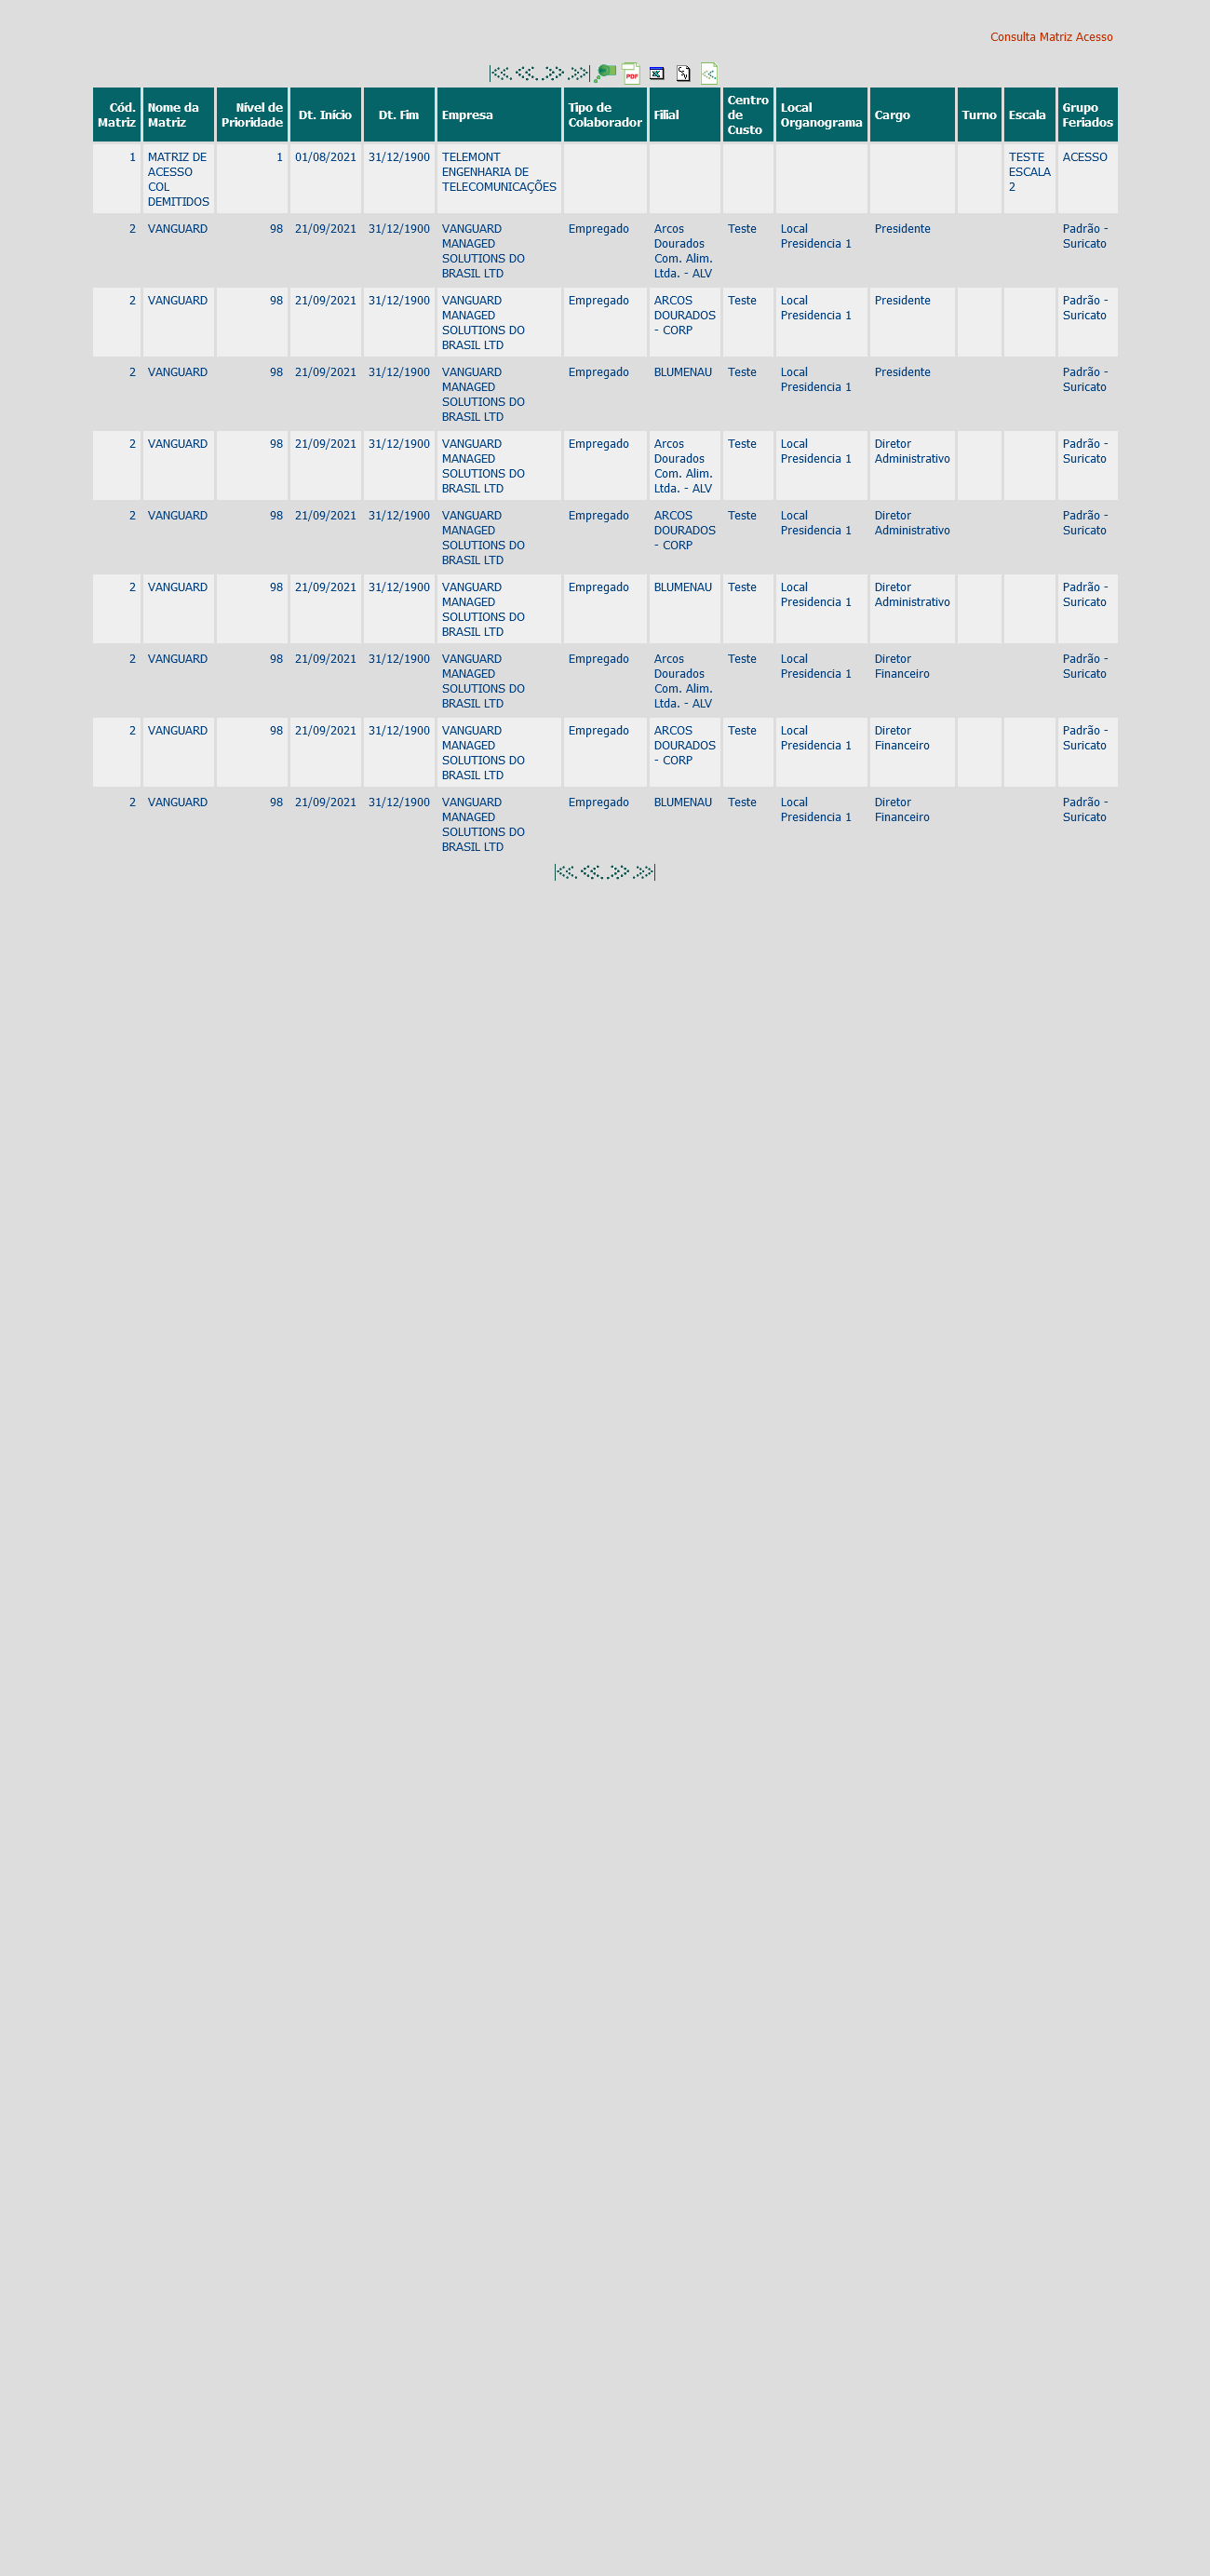 Consulta Matriz Acesso
PDF
Cód. Matriz Nome da Matriz Nível de Prioridade Dt. Início Dt. Fim Empresa Tipo de Colaborador Filial Centro de Custo Local Organograma Cargo Turno Escala Grupo Feriados
1 MATRIZ DE ACESSO COL DEMITIDOS 1 01/08/2021 31/12/1900 TELEMONT ENGENHARIA DE TELECOMUNICAÇÕES TESTE ESCALA 2 ACESSO
2 VANGUARD 98 21/09/2021 31/12/1900 VANGUARD MANAGED SOLUTIONS DO BRASIL LTD Empregado Arcos Dourados Com. Alim. Ltda. - ALV Teste Local Presidencia 1 Presidente Padrão - Suricato
2 VANGUARD 98 21/09/2021 31/12/1900 VANGUARD MANAGED SOLUTIONS DO BRASIL LTD Empregado ARCOS DOURADOS - CORP Teste Local Presidencia 1 Presidente Padrão - Suricato
2 VANGUARD 98 21/09/2021 31/12/1900 VANGUARD MANAGED SOLUTIONS DO BRASIL LTD Empregado BLUMENAU Teste Local Presidencia 1 Presidente Padrão - Suricato
2 VANGUARD 98 21/09/2021 31/12/1900 VANGUARD MANAGED SOLUTIONS DO BRASIL LTD Empregado Arcos Dourados Com. Alim. Ltda. - ALV Teste Local Presidencia 1 Diretor Administrativo Padrão - Suricato
2 VANGUARD 98 21/09/2021 31/12/1900 VANGUARD MANAGED SOLUTIONS DO BRASIL LTD Empregado ARCOS DOURADOS - CORP Teste Local Presidencia 1 Diretor Administrativo Padrão - Suricato
2 VANGUARD 98 21/09/2021 31/12/1900 VANGUARD MANAGED SOLUTIONS DO BRASIL LTD Empregado BLUMENAU Teste Local Presidencia 1 Diretor Administrativo Padrão - Suricato
2 VANGUARD 98 21/09/2021 31/12/1900 VANGUARD MANAGED SOLUTIONS DO BRASIL LTD Empregado Arcos Dourados Com. Alim. Ltda. - ALV Teste Local Presidencia 1 Diretor Financeiro Padrão - Suricato
2 VANGUARD 98 21/09/2021 31/12/1900 VANGUARD MANAGED SOLUTIONS DO BRASIL LTD Empregado ARCOS DOURADOS - CORP Teste Local Presidencia 1 Diretor Financeiro Padrão - Suricato
2 VANGUARD 98 21/09/2021 31/12/1900 VANGUARD MANAGED SOLUTIONS DO BRASIL LTD Empregado BLUMENAU Teste Local Presidencia 1 Diretor Financeiro Padrão - Suricato